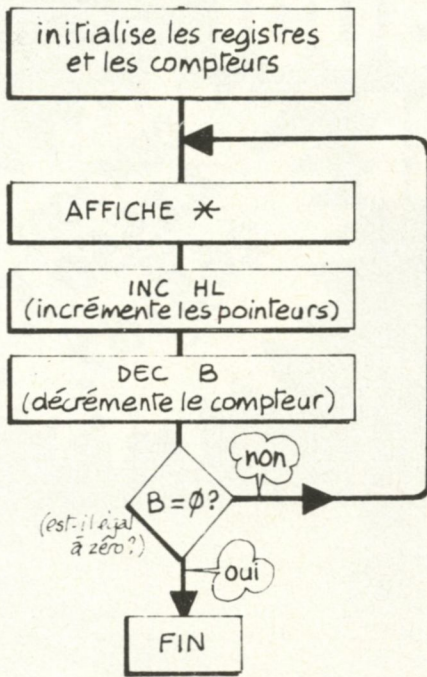 initialise les registres
et les compteurs
AFFICHE *
INC HL
(incrémente les pointeurs)
DEC B
(décrémente le compteur)
B = Ø?
non
(est-il égal
à zéro?)
oui
FIN